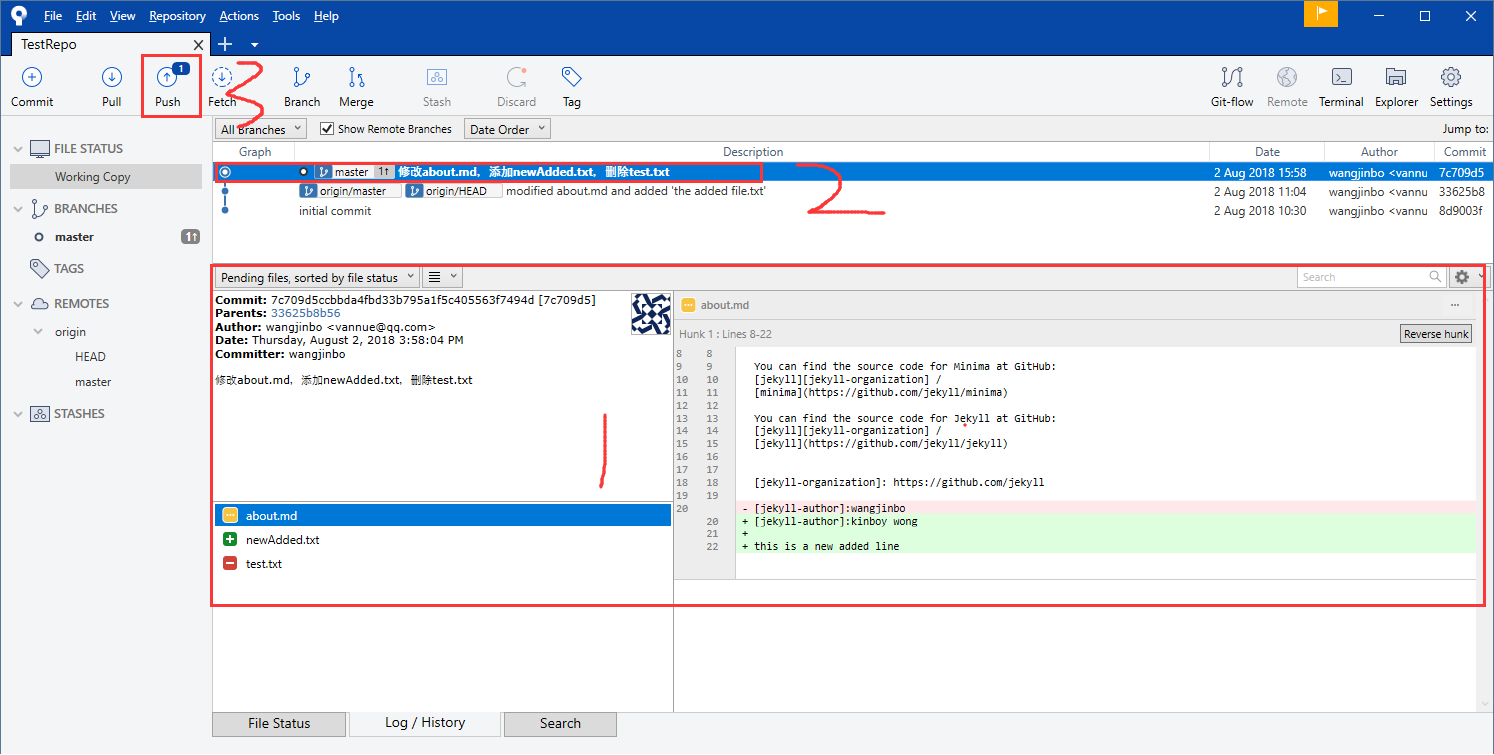 File Edit View Repository Actions Tools Help
TestRepo
1
Commit Pull Push Fetch Branch Merge Stash Discard Tag Git-flow Remote Terminal Explorer Settings
3
All Branches Show Remote Branches Date Order Jump to:
Graph Description Date Author Commit
master 1↑ 修改about.md，添加newAdded.txt，删除test.txt 2 Aug 2018 15:58 wangjinbo <vannu 7c709d5
origin/master origin/HEAD modified about.md and added 'the added file.txt' 2 Aug 2018 11:04 wangjinbo <vannu 33625b8
initial commit 2 Aug 2018 10:30 wangjinbo <vannu 8d9003f
2
FILE STATUS
Working Copy
BRANCHES
master 1↑
TAGS
REMOTES
origin
HEAD
master
STASHES
Pending files, sorted by file status Search
Commit: 7c709d5ccbbda4fbd33b795a1f5c405563f7494d [7c709d5]
Parents: 33625b8b56
Author: wangjinbo <vannue@qq.com>
Date: Thursday, August 2, 2018 3:58:04 PM
Committer: wangjinbo
修改about.md，添加newAdded.txt，删除test.txt
1
about.md
newAdded.txt
test.txt
about.md ...
Hunk 1 : Lines 8-22 Reverse hunk
8 8
9 9 You can find the source code for Minima at GitHub:
10 10 [jekyll][jekyll-organization] /
11 11 [minima](https://github.com/jekyll/minima)
12 12
13 13 You can find the source code for Jekyll at GitHub:
14 14 [jekyll][jekyll-organization] /
15 15 [jekyll](https://github.com/jekyll/jekyll)
16 16
17 17
18 18 [jekyll-organization]: https://github.com/jekyll
19 19
20 - [jekyll-author]:wangjinbo
20 + [jekyll-author]:kinboy wong
21 +
22 + this is a new added line
File Status Log / History Search